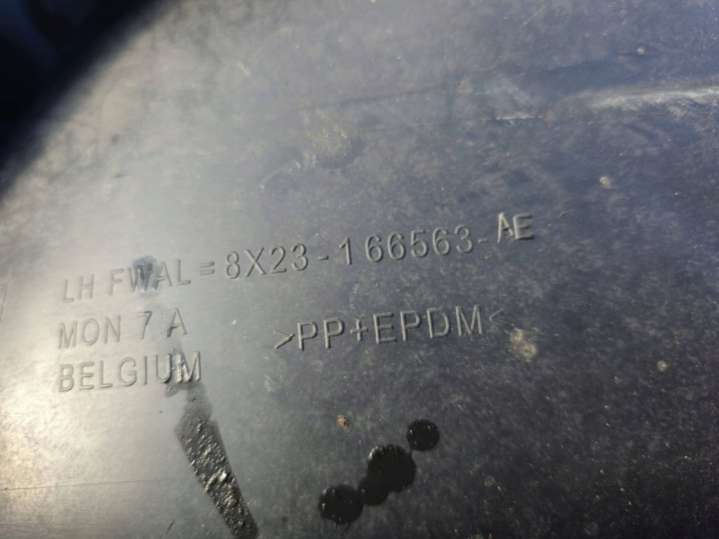 LH FWAL = 8X23-166563-AE
MON 7 A
>PP+EPDM<
BELGIUM